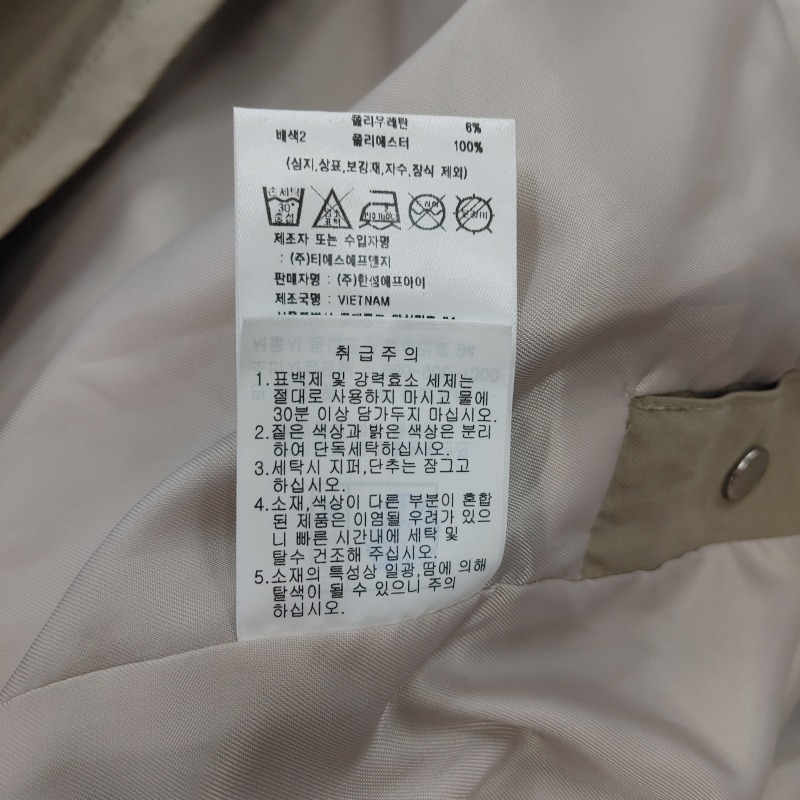 폴리우레탄 6%
배색2 폴리에스터 100%
(심지,상표,보강재,자수,장식 제외)
손세탁
30°
중성
염소
표백
드라이
제조자 또는 수입자명
: (주)티에스에프엔지
판매자명 : (주)한성에프아이
제조국명 : VIETNAM
취급주의
1. 표백제 및 강력효소 세제는
절대로 사용하지 마시고 물에
30분 이상 담가두지 마십시오.
2. 짙은 색상과 밝은 색상은 분리
하여 단독세탁하십시오.
3. 세탁시 지퍼,단추는 잠그고
하십시오.
4. 소재,색상이 다른 부분이 혼합
된 제품은 이염될 우려가 있으
니 빠른 시간내에 세탁 및
탈수 건조해 주십시오.
5. 소재의 특성상 일광,땀에 의해
탈색이 될 수 있으니 주의
하십시오.